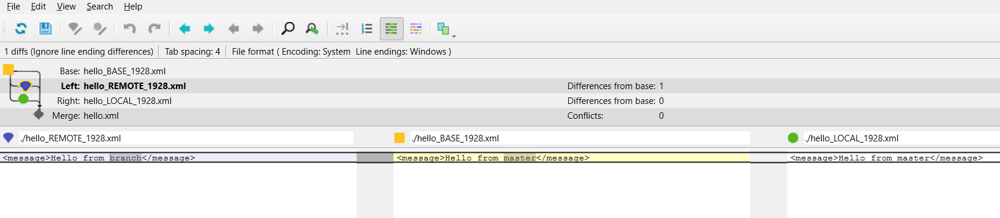 File Edit View Search Help
1 diffs (Ignore line ending differences) Tab spacing: 4 File format ( Encoding: System Line endings: Windows )
Base: hello_BASE_1928.xml
Left: hello_REMOTE_1928.xml Differences from base: 1
Right: hello_LOCAL_1928.xml Differences from base: 0
Merge: hello.xml Conflicts: 0
./hello_REMOTE_1928.xml ./hello_BASE_1928.xml ./hello_LOCAL_1928.xml
<message>Hello from branch</message> <message>Hello from master</message> <message>Hello from master</message>